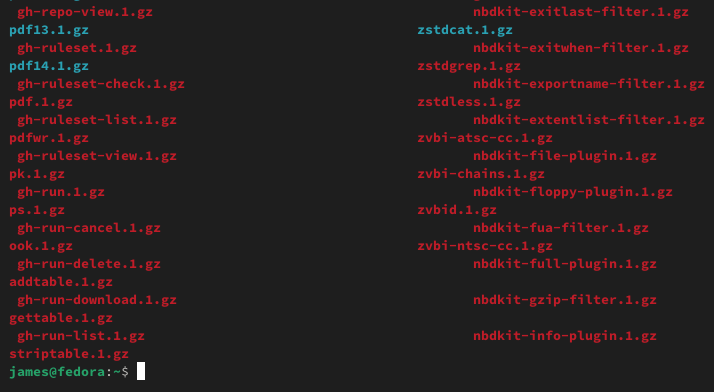 gh-repo-view.1.gz nbdkit-exitlast-filter.1.gz
pdf13.1.gz zstdcat.1.gz
gh-ruleset.1.gz nbdkit-exitwhen-filter.1.gz
pdf14.1.gz zstdgrep.1.gz
gh-ruleset-check.1.gz nbdkit-exportname-filter.1.gz
pdf.1.gz zstdless.1.gz
gh-ruleset-list.1.gz nbdkit-extentlist-filter.1.gz
pdfwr.1.gz zvbi-atsc-cc.1.gz
gh-ruleset-view.1.gz nbdkit-file-plugin.1.gz
pk.1.gz zvbi-chains.1.gz
gh-run.1.gz nbdkit-floppy-plugin.1.gz
ps.1.gz zvbid.1.gz
gh-run-cancel.1.gz nbdkit-fua-filter.1.gz
ook.1.gz zvbi-ntsc-cc.1.gz
gh-run-delete.1.gz nbdkit-full-plugin.1.gz
addtable.1.gz
gh-run-download.1.gz nbdkit-gzip-filter.1.gz
gettable.1.gz
gh-run-list.1.gz nbdkit-info-plugin.1.gz
striptable.1.gz
james@fedora:~$